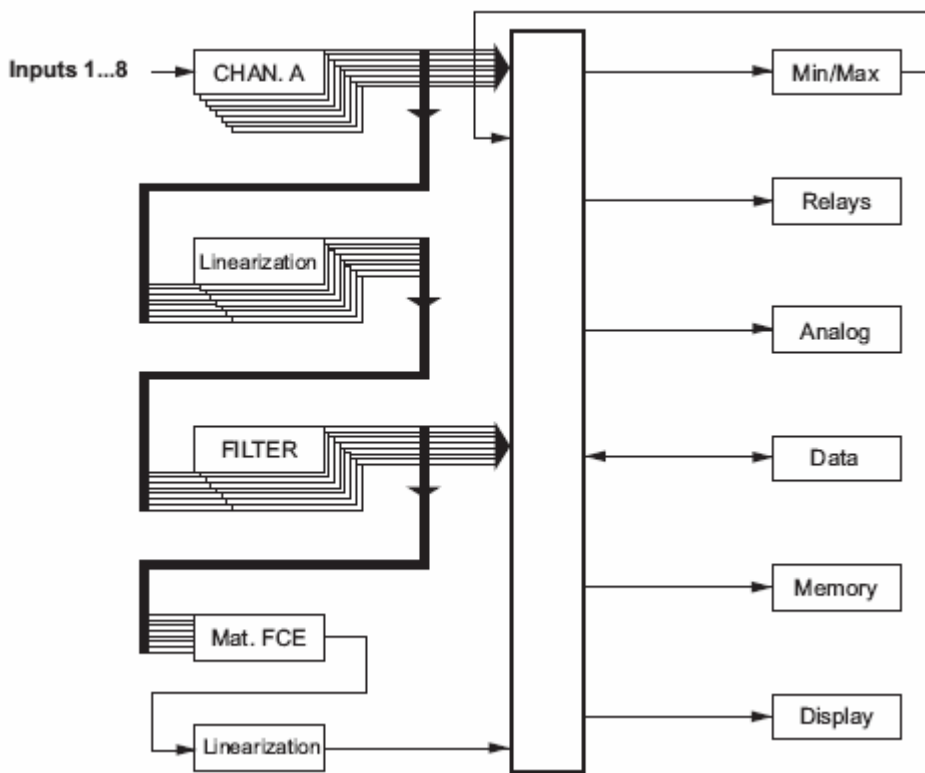 Inputs 1...8
CHAN. A
Min/Max
Relays
Linearization
Analog
FILTER
Data
Memory
Mat. FCE
Display
Linearization